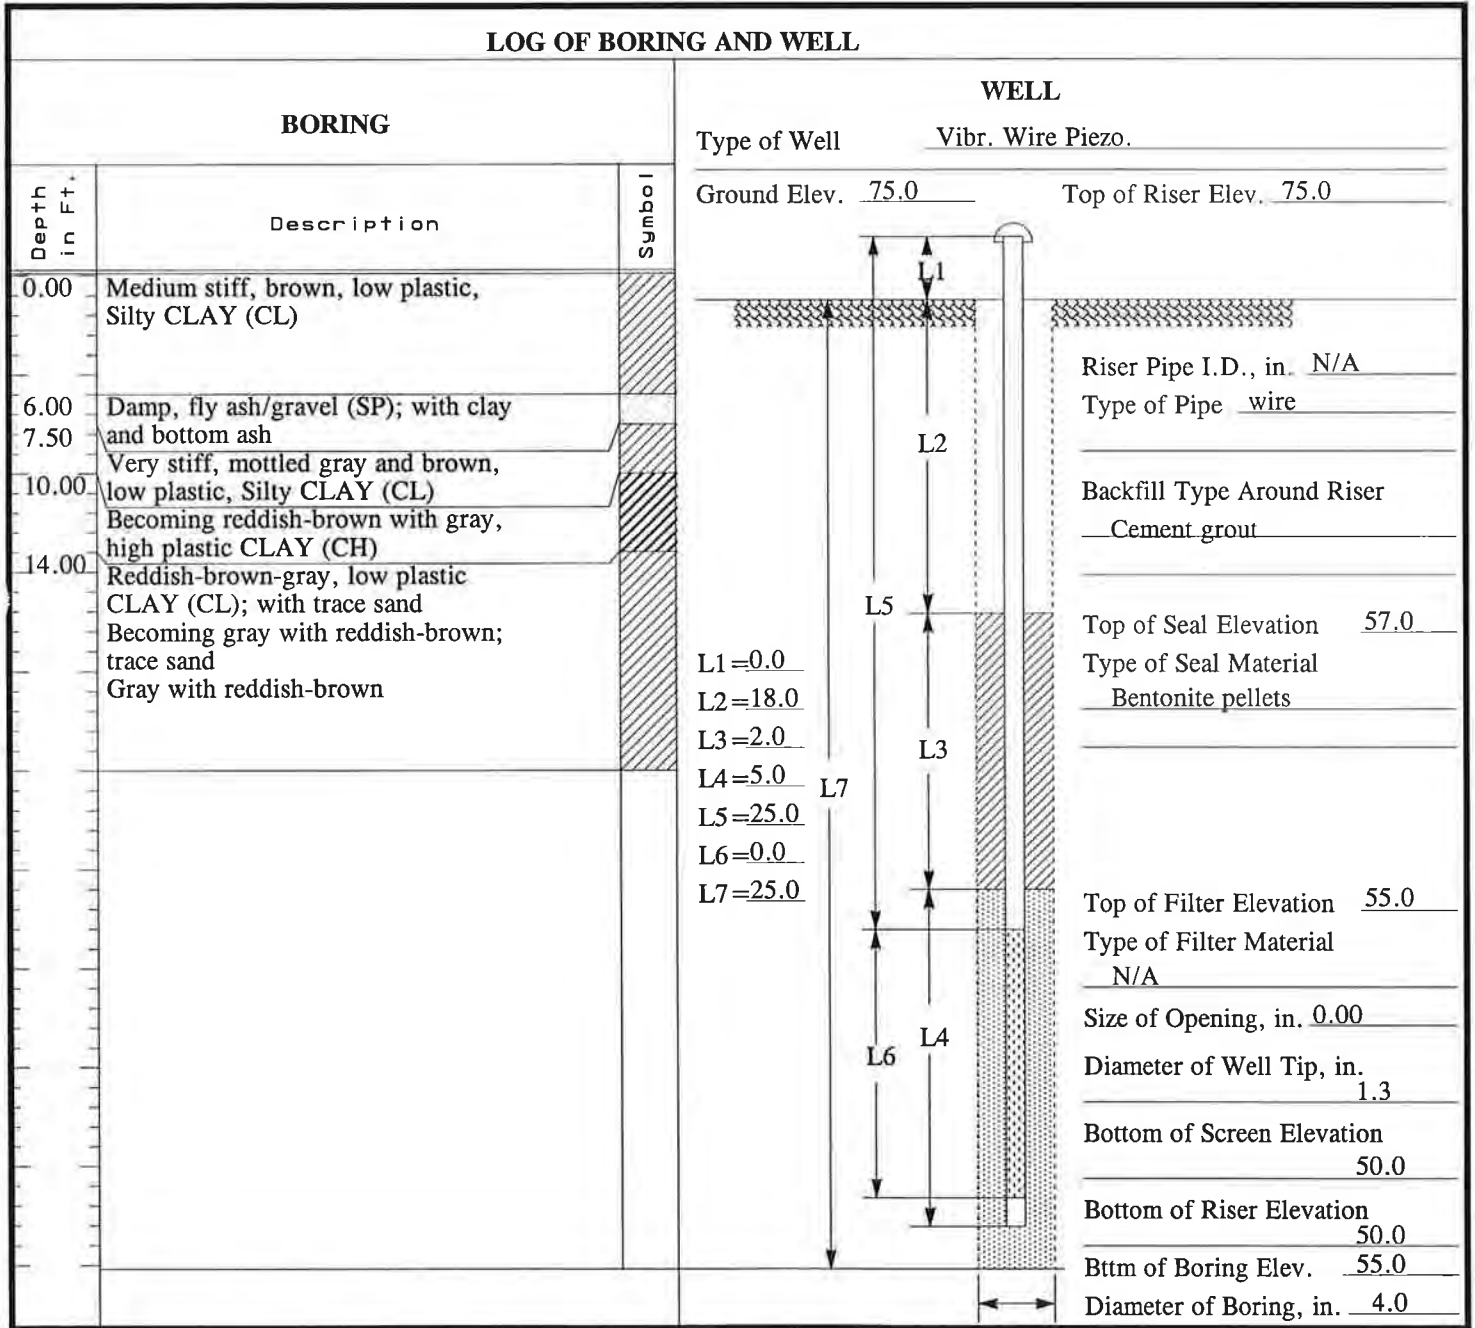 LOG OF BORING AND WELL
BORING
Depth in Ft.
Description
Symbol
0.00 Medium stiff, brown, low plastic,
Silty CLAY (CL)
6.00 Damp, fly ash/gravel (SP); with clay
7.50 and bottom ash
Very stiff, mottled gray and brown,
10.00 low plastic, Silty CLAY (CL)
Becoming reddish-brown with gray,
high plastic CLAY (CH)
14.00 Reddish-brown-gray, low plastic
CLAY (CL); with trace sand
Becoming gray with reddish-brown;
trace sand
Gray with reddish-brown
WELL
Type of Well Vibr. Wire Piezo.
Ground Elev. 75.0 Top of Riser Elev. 75.0
L1
L2
L5
L3
L7
L4
L6
L1=0.0
L2=18.0
L3=2.0
L4=5.0
L5=25.0
L6=0.0
L7=25.0
Riser Pipe I.D., in. N/A
Type of Pipe wire
Backfill Type Around Riser
Cement grout
Top of Seal Elevation 57.0
Type of Seal Material
Bentonite pellets
Top of Filter Elevation 55.0
Type of Filter Material
N/A
Size of Opening, in. 0.00
Diameter of Well Tip, in.
1.3
Bottom of Screen Elevation
50.0
Bottom of Riser Elevation
50.0
Bttm of Boring Elev. 55.0
Diameter of Boring, in. 4.0